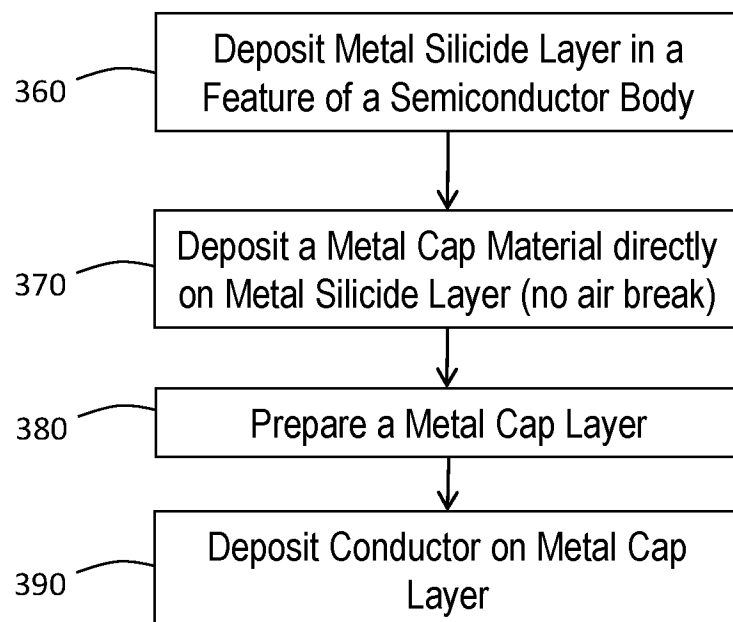 360
Deposit Metal Silicide Layer in a
Feature of a Semiconductor Body
370
Deposit a Metal Cap Material directly
on Metal Silicide Layer (no air break)
380
Prepare a Metal Cap Layer
390
Deposit Conductor on Metal Cap
Layer